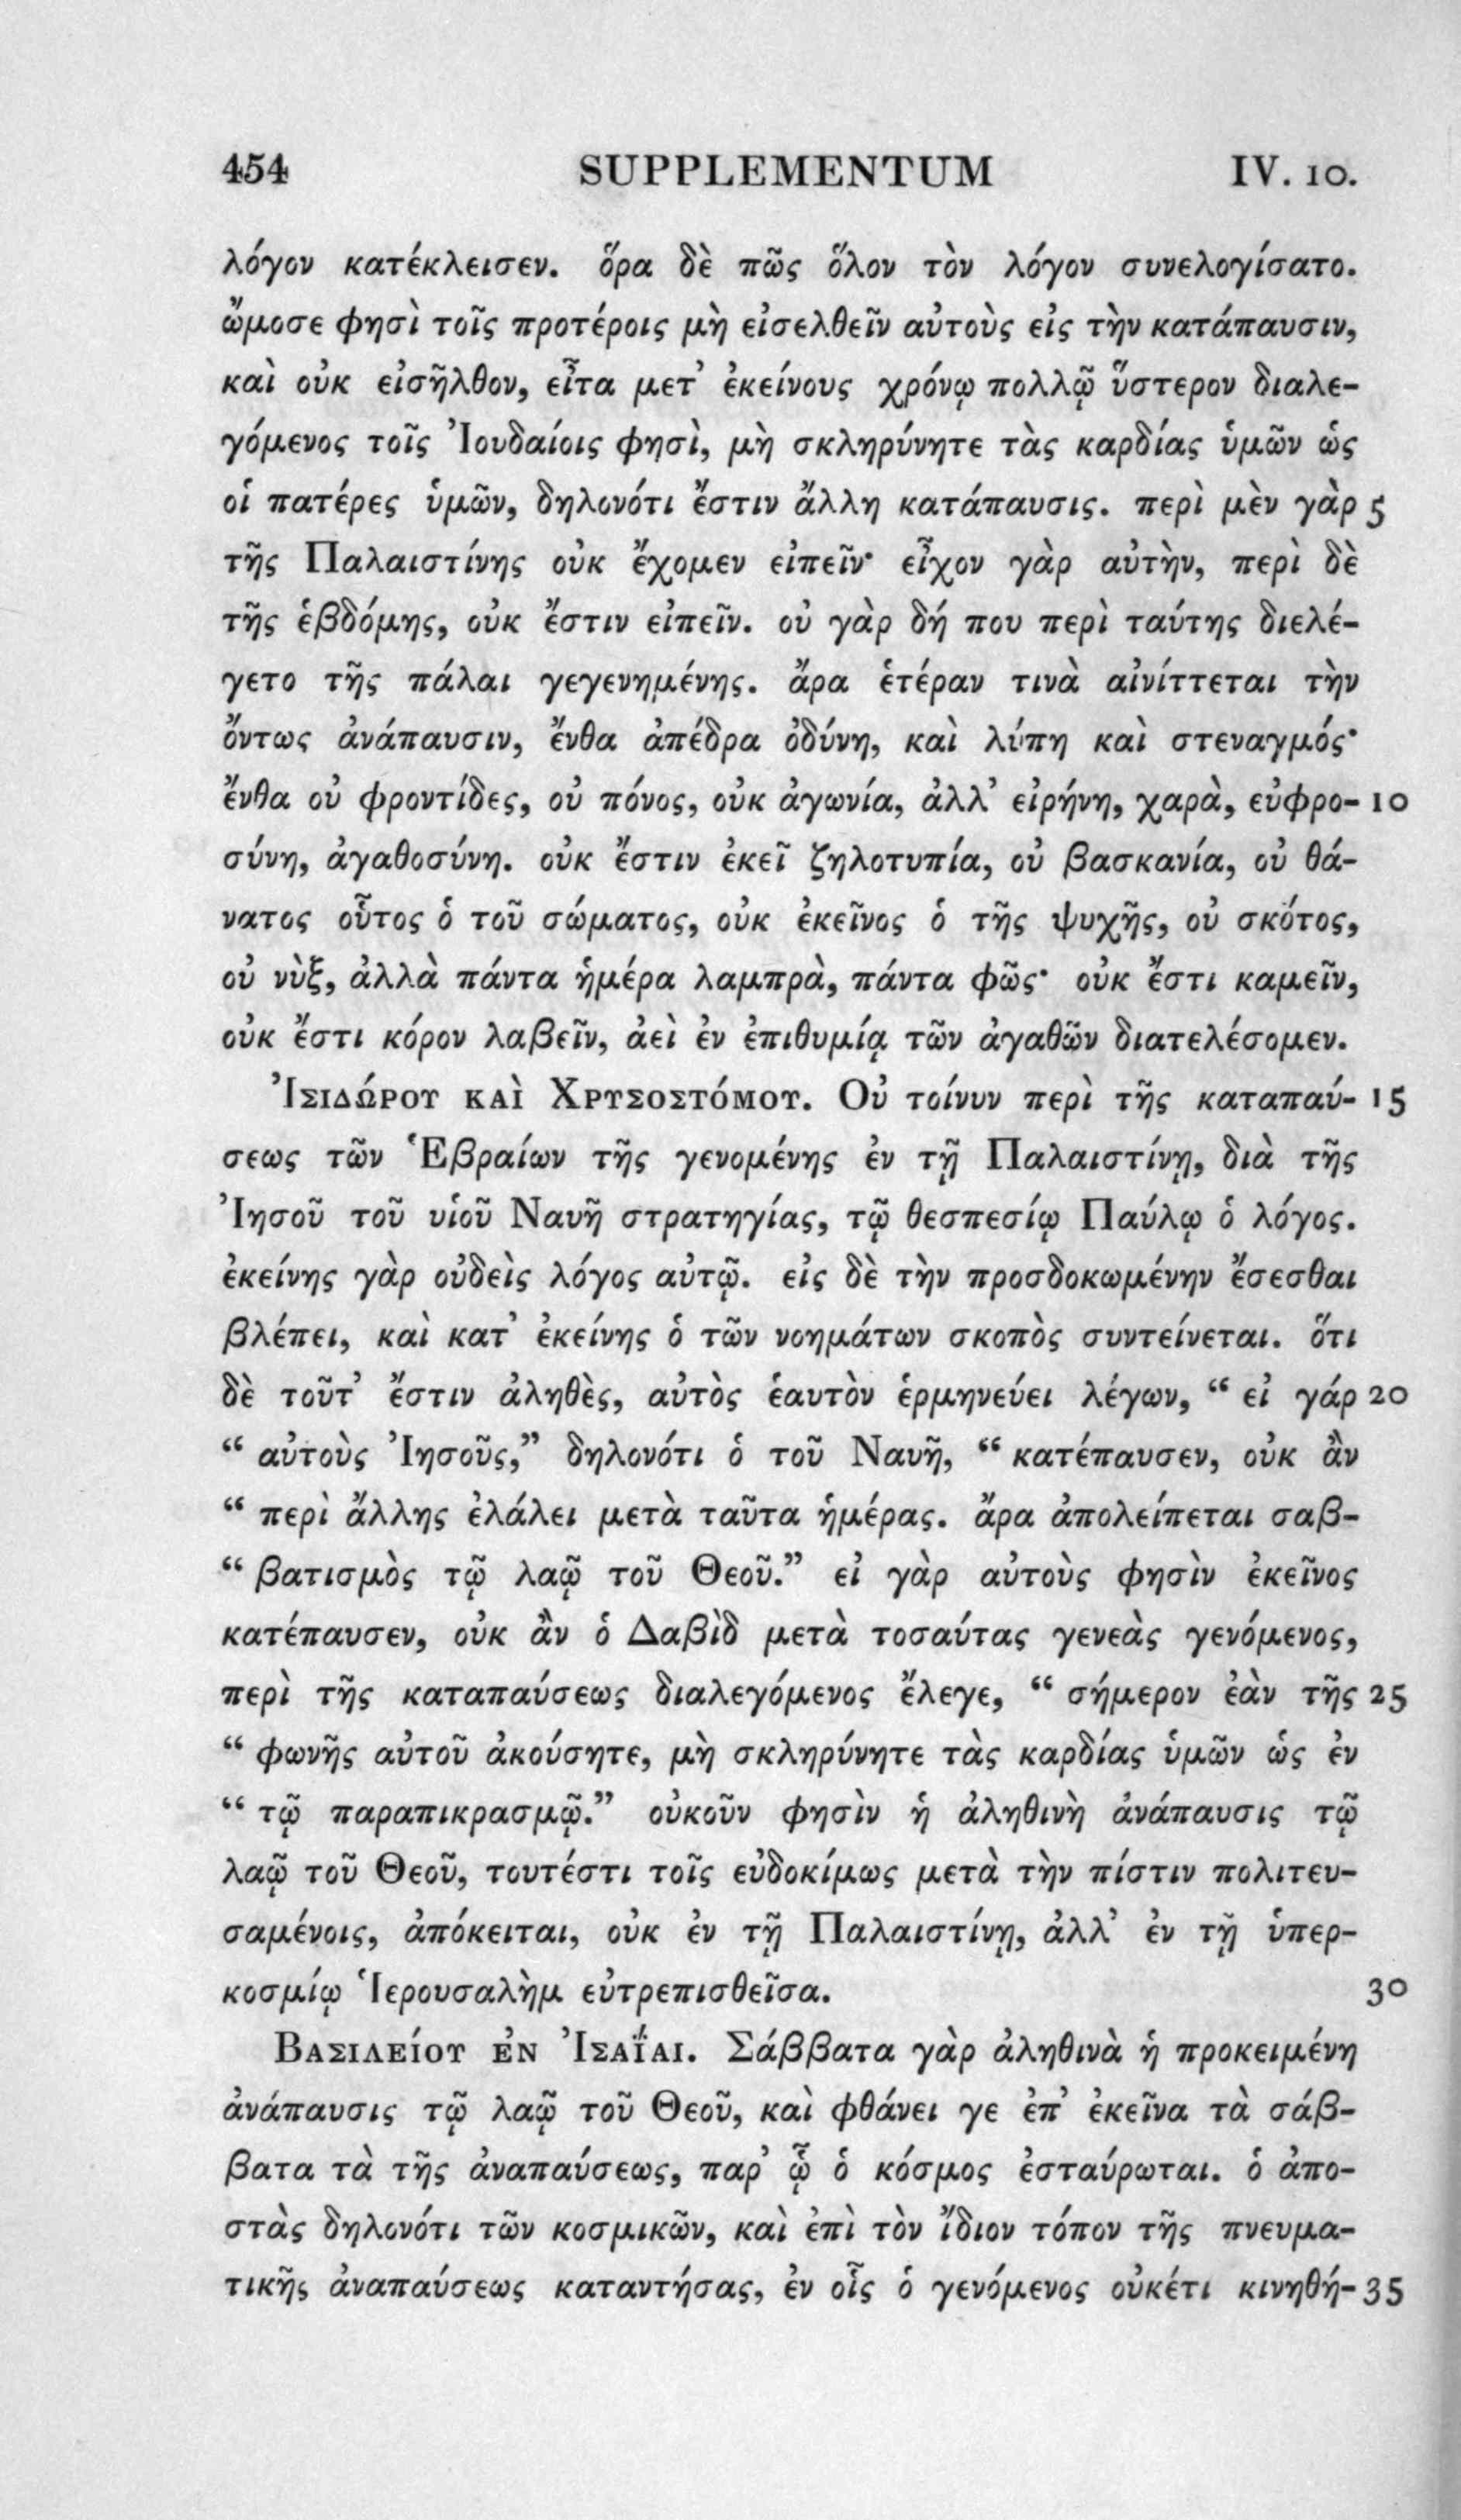 454 SUPPLEMENTUM IV. 10.
λόγον κατέκλεισεν. ὅρα δὲ πῶς ὅλον τὸν λόγον συνελογίσατο.
ὤμοσε φησὶ τοῖς προτέροις μὴ εἰσελθεῖν αὐτοὺς εἰς τὴν κατάπαυσιν,
καὶ οὐκ εἰσῆλθον, εἶτα μετ’ ἐκείνους χρόνῳ πολλῷ ὕστερον διαλε-
γόμενος τοῖς Ἰουδαίοις φησὶ, μὴ σκληρύνητε τὰς καρδίας ὑμῶν ὡς
οἱ πατέρες ὑμῶν, δηλονότι ἔστιν ἄλλη κατάπαυσις. περὶ μὲν γὰρ 5
τῆς Παλαιστίνης οὐκ ἔχομεν εἰπεῖν· εἶχον γὰρ αὐτὴν, περὶ δὲ
τῆς ἑβδόμης, οὐκ ἔστιν εἰπεῖν. οὐ γὰρ δή που περὶ ταύτης διελέ-
γετο τῆς πάλαι γεγενημένης. ἄρα ἑτέραν τινὰ αἰνίττεται τὴν
ὄντως ἀνάπαυσιν, ἔνθα ἀπέδρα ὀδύνη, καὶ λύπη καὶ στεναγμός·
ἔνθα οὐ φροντίδες, οὐ πόνος, οὐκ ἀγωνία, ἀλλ’ εἰρήνη, χαρὰ, εὐφρο- 10
σύνη, ἀγαθοσύνη. οὐκ ἔστιν ἐκεῖ ζηλοτυπία, οὐ βασκανία, οὐ θά-
νατος οὗτος ὁ τοῦ σώματος, οὐκ ἐκεῖνος ὁ τῆς ψυχῆς, οὐ σκότος,
οὐ νὺξ, ἀλλὰ πάντα ἡμέρα λαμπρὰ, πάντα φῶς· οὐκ ἔστι καμεῖν,
οὐκ ἔστι κόρον λαβεῖν, ἀεὶ ἐν ἐπιθυμίᾳ τῶν ἀγαθῶν διατελέσομεν.
ἸΣΙΔΏΡΟΥ ΚΑῚ ΧΡΥΣΟΣΤΌΜΟΥ. Οὐ τοίνυν περὶ τῆς καταπαύ- 15
σεως τῶν Ἑβραίων τῆς γενομένης ἐν τῇ Παλαιστίνῃ, διὰ τῆς
Ἰησοῦ τοῦ υἱοῦ Ναυῆ στρατηγίας, τῷ θεσπεσίῳ Παύλῳ ὁ λόγος.
ἐκείνης γὰρ οὐδεὶς λόγος αὐτῷ. εἰς δὲ τὴν προσδοκωμένην ἔσεσθαι
βλέπει, καὶ κατ’ ἐκείνης ὁ τῶν νοημάτων σκοπὸς συντείνεται. ὅτι
δὲ τοῦτ’ ἔστιν ἀληθὲς, αὐτὸς ἑαυτὸν ἑρμηνεύει λέγων, “ εἰ γάρ 20
“ αὐτοὺς Ἰησοῦς,” δηλονότι ὁ τοῦ Ναυῆ, “ κατέπαυσεν, οὐκ ἂν
“ περὶ ἄλλης ἐλάλει μετὰ ταῦτα ἡμέρας. ἄρα ἀπολείπεται σαβ-
“ βατισμὸς τῷ λαῷ τοῦ Θεοῦ.” εἰ γὰρ αὐτοὺς φησὶν ἐκεῖνος
κατέπαυσεν, οὐκ ἂν ὁ Δαβὶδ μετὰ τοσαύτας γενεὰς γενόμενος,
περὶ τῆς καταπαύσεως διαλεγόμενος ἔλεγε, “ σήμερον ἐὰν τῆς 25
“ φωνῆς αὐτοῦ ἀκούσητε, μὴ σκληρύνητε τὰς καρδίας ὑμῶν ὡς ἐν
“ τῷ παραπικρασμῷ.” οὐκοῦν φησὶν ἡ ἀληθινὴ ἀνάπαυσις τῷ
λαῷ τοῦ Θεοῦ, τουτέστι τοῖς εὐδοκίμως μετὰ τὴν πίστιν πολιτευ-
σαμένοις, ἀπόκειται, οὐκ ἐν τῇ Παλαιστίνῃ, ἀλλ’ ἐν τῇ ὑπερ-
κοσμίῳ Ἱερουσαλὴμ εὐτρεπισθεῖσα. 30
ΒΑΣΙΛΕΊΟΥ ἘΝ ἸΣΑΐΑΙ. Σάββατα γὰρ ἀληθινὰ ἡ προκειμένη
ἀνάπαυσις τῷ λαῷ τοῦ Θεοῦ, καὶ φθάνει γε ἐπ’ ἐκεῖνα τὰ σάβ-
βατα τὰ τῆς ἀναπαύσεως, παρ’ ᾧ ὁ κόσμος ἐσταύρωται. ὁ ἀπο-
στὰς δηλονότι τῶν κοσμικῶν, καὶ ἐπὶ τὸν ἴδιον τόπον τῆς πνευμα-
τικῆς ἀναπαύσεως καταντήσας, ἐν οἷς ὁ γενόμενος οὐκέτι κινηθή- 35